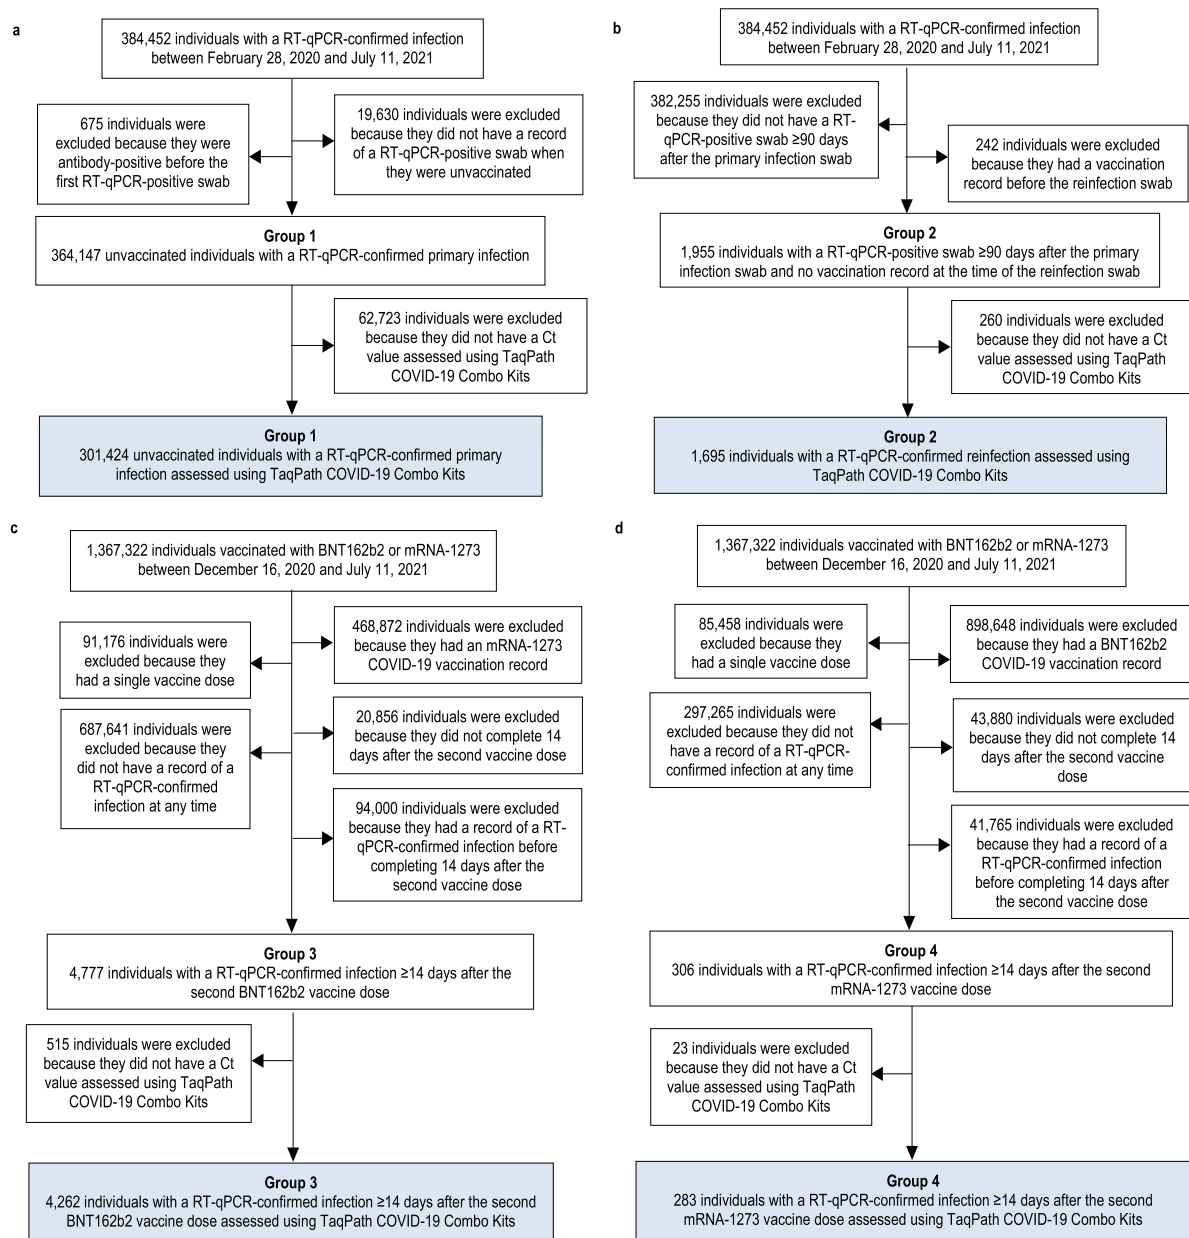 a
384,452 individuals with a RT-qPCR-confirmed infection
between February 28, 2020 and July 11, 2021
675 individuals were
excluded because they were
antibody-positive before the
first RT-qPCR-positive swab
19,630 individuals were excluded
because they did not have a record
of a RT-qPCR-positive swab when
they were unvaccinated
Group 1
364,147 unvaccinated individuals with a RT-qPCR-confirmed primary infection
62,723 individuals were excluded
because they did not have a Ct
value assessed using TaqPath
COVID-19 Combo Kits
Group 1
301,424 unvaccinated individuals with a RT-qPCR-confirmed primary
infection assessed using TaqPath COVID-19 Combo Kits
b
384,452 individuals with a RT-qPCR-confirmed infection
between February 28, 2020 and July 11, 2021
382,255 individuals were excluded
because they did not have a RT-
qPCR-positive swab ≥90 days
after the primary infection swab
242 individuals were excluded
because they had a vaccination
record before the reinfection swab
Group 2
1,955 individuals with a RT-qPCR-positive swab ≥90 days after the primary
infection swab and no vaccination record at the time of the reinfection swab
260 individuals were excluded
because they did not have a Ct
value assessed using TaqPath
COVID-19 Combo Kits
Group 2
1,695 individuals with a RT-qPCR-confirmed reinfection assessed using
TaqPath COVID-19 Combo Kits
c
1,367,322 individuals vaccinated with BNT162b2 or mRNA-1273
between December 16, 2020 and July 11, 2021
91,176 individuals were
excluded because they
had a single vaccine dose
468,872 individuals were excluded
because they had an mRNA-1273
COVID-19 vaccination record
687,641 individuals were
excluded because they
did not have a record of a
RT-qPCR-confirmed
infection at any time
20,856 individuals were excluded
because they did not complete 14
days after the second vaccine dose
94,000 individuals were excluded
because they had a record of a RT-
qPCR-confirmed infection before
completing 14 days after the
second vaccine dose
Group 3
4,777 individuals with a RT-qPCR-confirmed infection ≥14 days after the
second BNT162b2 vaccine dose
515 individuals were excluded
because they did not have a Ct
value assessed using TaqPath
COVID-19 Combo Kits
Group 3
4,262 individuals with a RT-qPCR-confirmed infection ≥14 days after the second
BNT162b2 vaccine dose assessed using TaqPath COVID-19 Combo Kits
d
1,367,322 individuals vaccinated with BNT162b2 or mRNA-1273
between December 16, 2020 and July 11, 2021
85,458 individuals were
excluded because they
had a single vaccine dose
898,648 individuals were excluded
because they had a BNT162b2
COVID-19 vaccination record
297,265 individuals were
excluded because they did not
have a record of a RT-qPCR-
confirmed infection at any time
43,880 individuals were excluded
because they did not complete 14
days after the second vaccine
dose
41,765 individuals were excluded
because they had a record of a
RT-qPCR-confirmed infection
before completing 14 days after
the second vaccine dose
Group 4
306 individuals with a RT-qPCR-confirmed infection ≥14 days after the second
mRNA-1273 vaccine dose
23 individuals were excluded
because they did not have a Ct
value assessed using TaqPath
COVID-19 Combo Kits
Group 4
283 individuals with a RT-qPCR-confirmed infection ≥14 days after the second
mRNA-1273 vaccine dose assessed using TaqPath COVID-19 Combo Kits